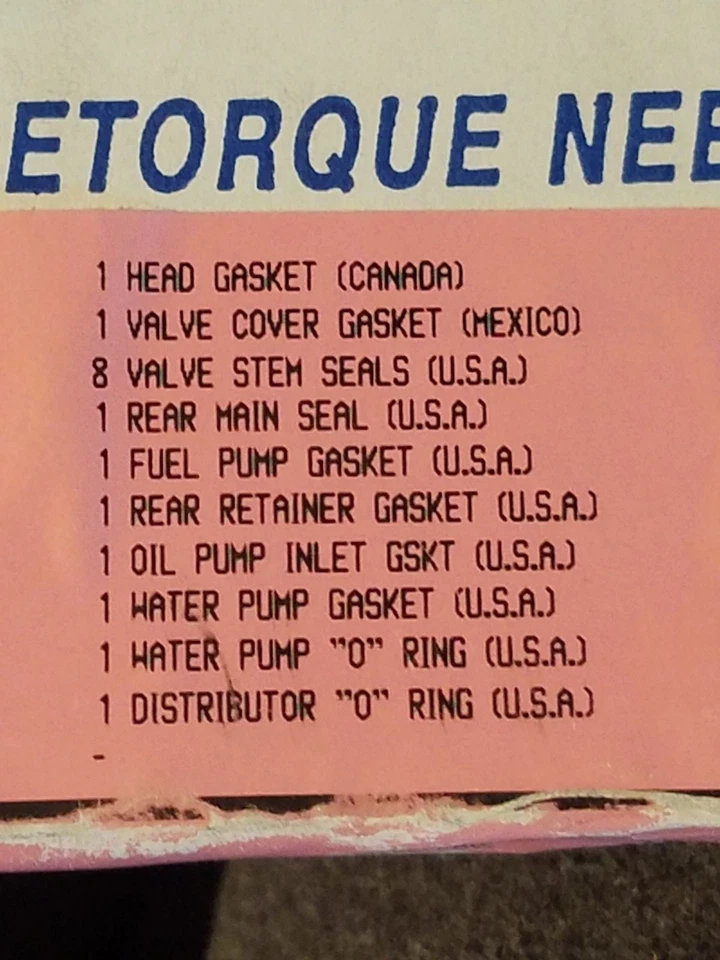 ETORQUE NEE
1 HEAD GASKET (CANADA)
1 VALVE COVER GASKET (MEXICO)
8 VALVE STEM SEALS (U.S.A.)
1 REAR MAIN SEAL (U.S.A.)
1 FUEL PUMP GASKET (U.S.A.)
1 REAR RETAINER GASKET (U.S.A.)
1 OIL PUMP INLET GSKT (U.S.A.)
1 WATER PUMP GASKET (U.S.A.)
1 WATER PUMP "O" RING (U.S.A.)
1 DISTRIBUTOR "O" RING (U.S.A.)
-